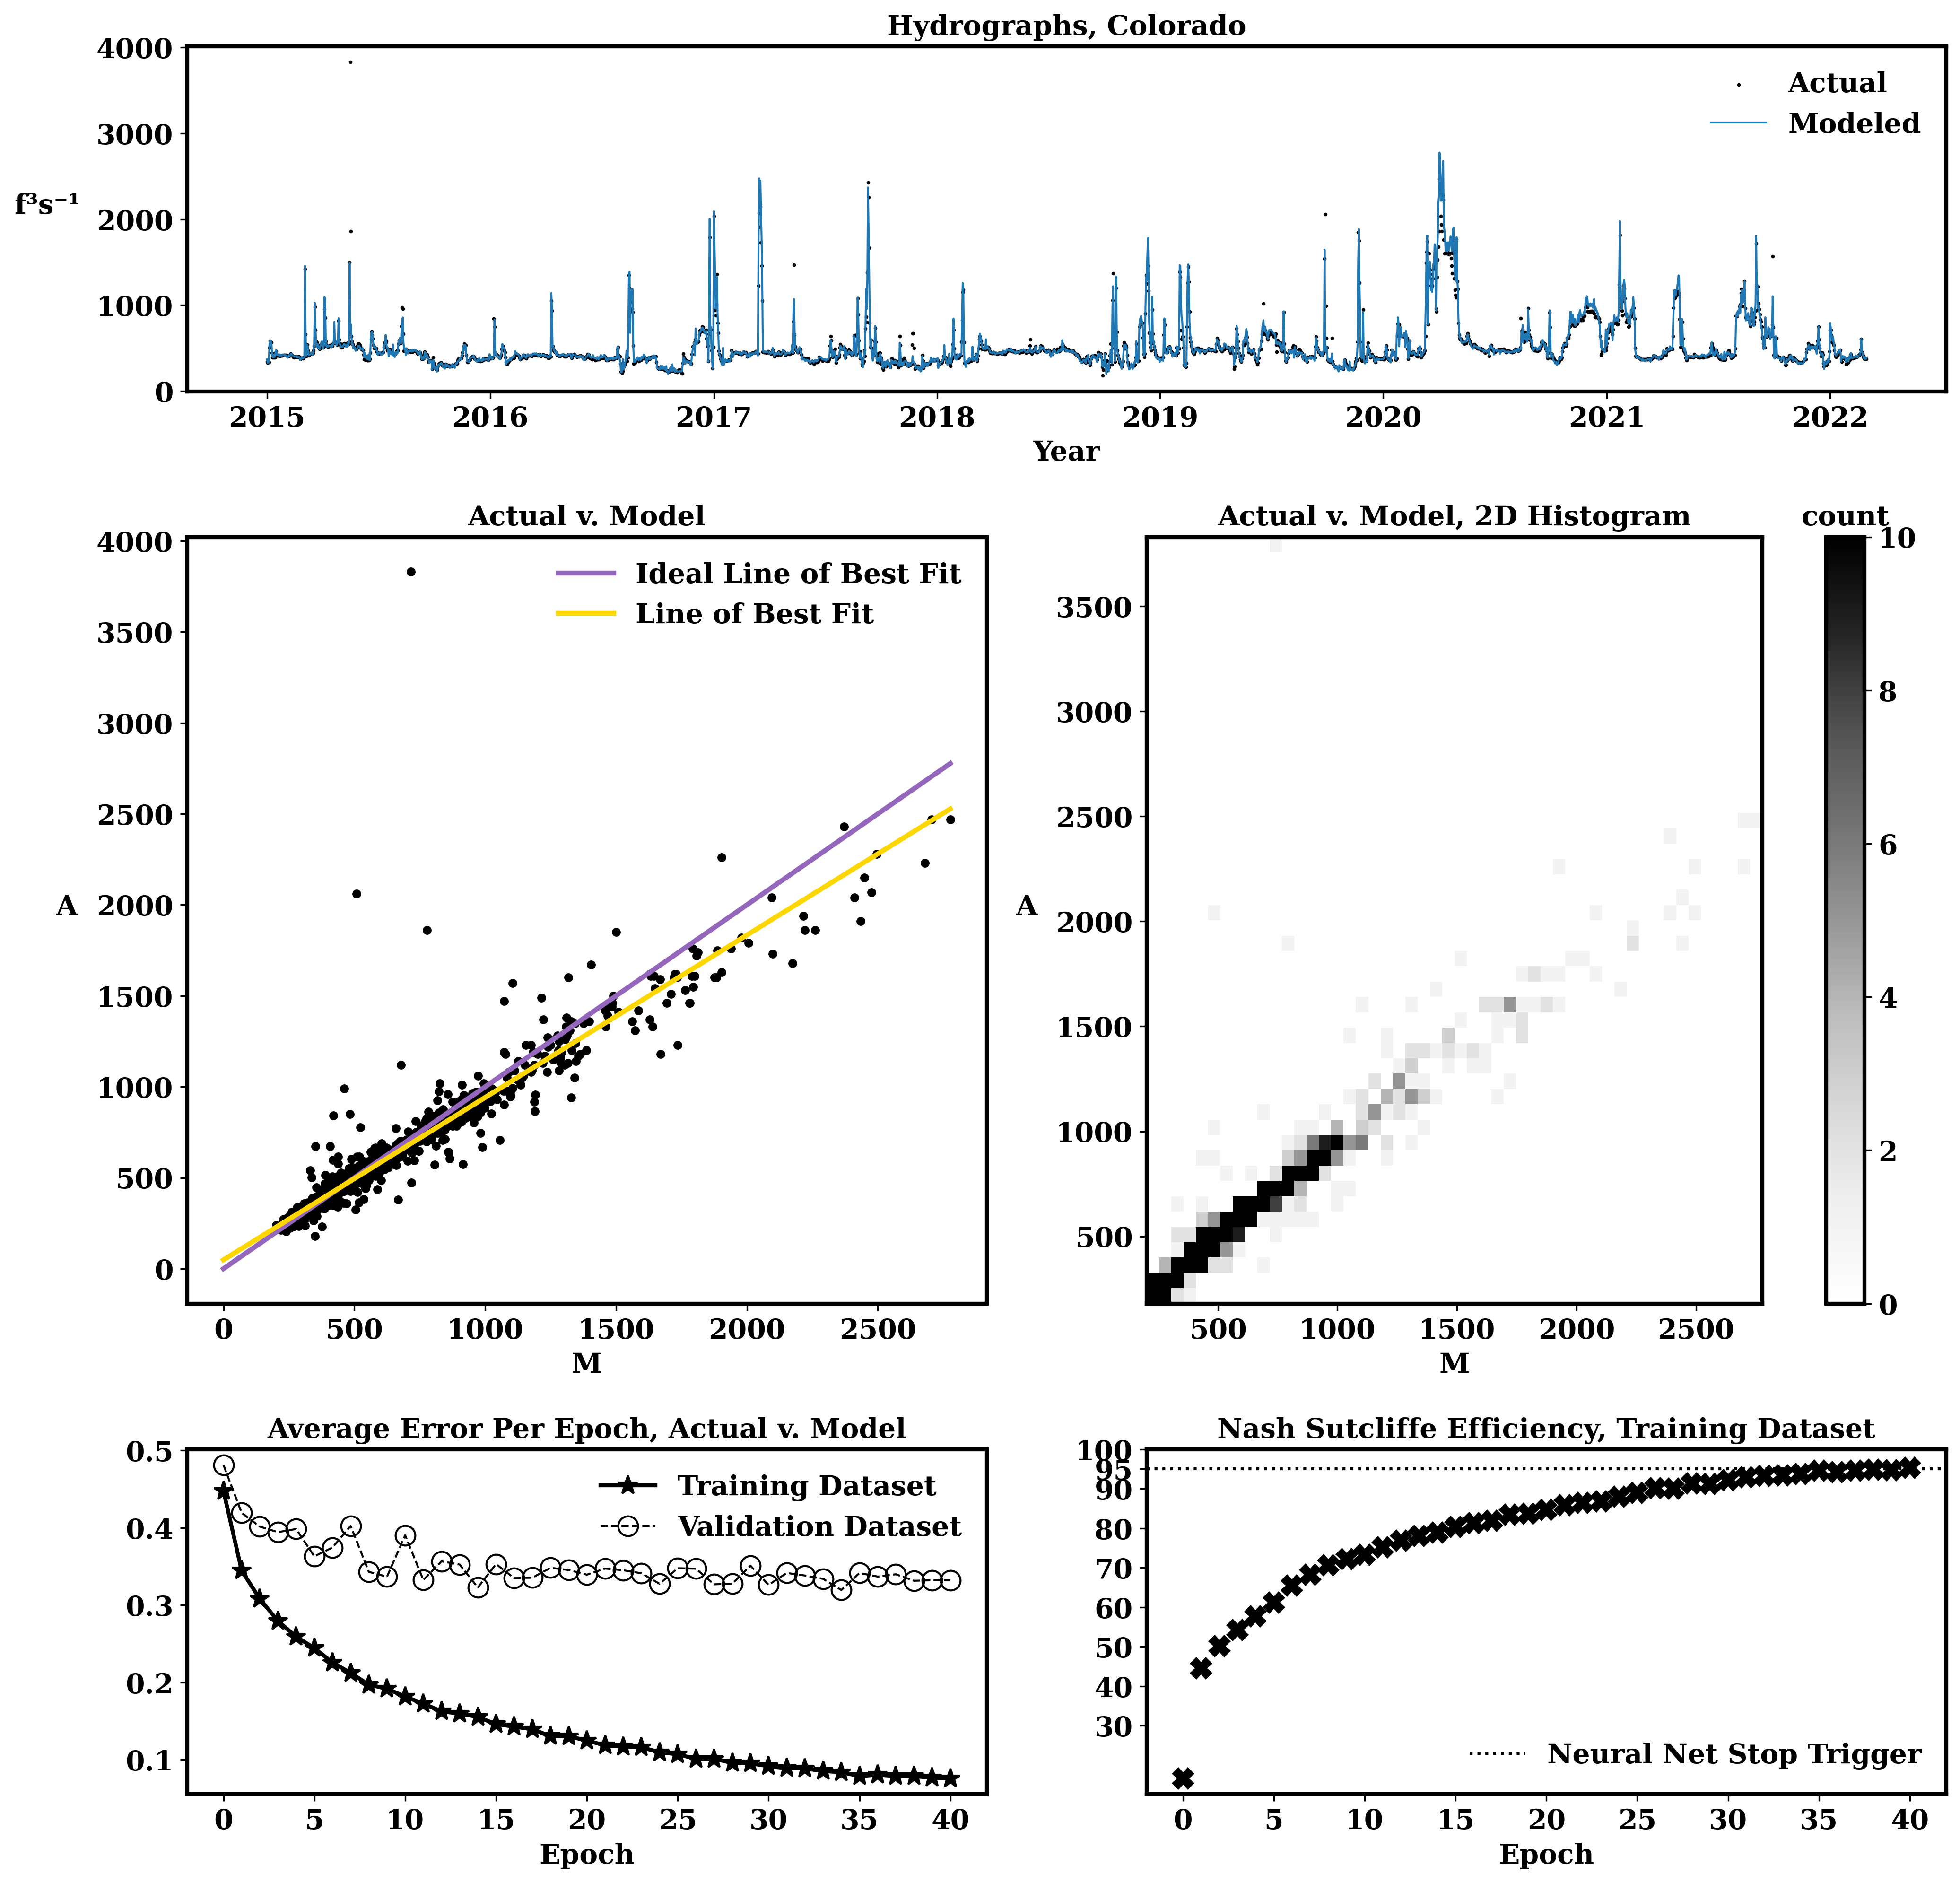 Hydrographs, Colorado
4000
3000
2000
1000
0
f³s⁻¹
Actual
Modeled
2015 2016 2017 2018 2019 2020 2021 2022
Year
Actual v. Model
4000
3500
3000
2500
2000
1500
1000
500
0
A
Ideal Line of Best Fit
Line of Best Fit
0 500 1000 1500 2000 2500
M
Actual v. Model, 2D Histogram
3500
3000
2500
2000
1500
1000
500
A
500 1000 1500 2000 2500
M
count
10
8
6
4
2
0
Average Error Per Epoch, Actual v. Model
0.5
0.4
0.3
0.2
0.1
Training Dataset
Validation Dataset
0 5 10 15 20 25 30 35 40
Epoch
Nash Sutcliffe Efficiency, Training Dataset
100
95
90
80
70
60
50
40
30
Neural Net Stop Trigger
0 5 10 15 20 25 30 35 40
Epoch